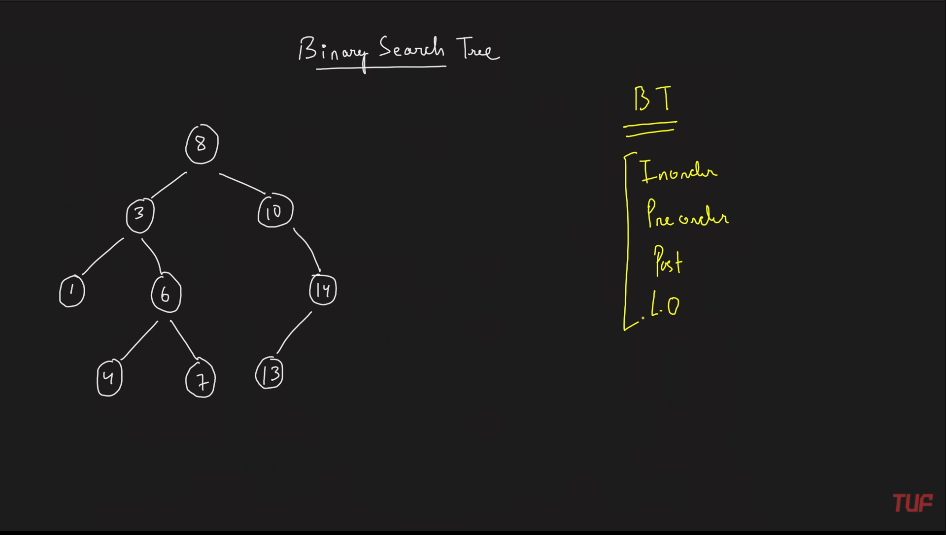 Binary Search Tree
BT
8
Inorder
3
10
Preorder
Post
1
6
14
L.O
4
7
13
TUF